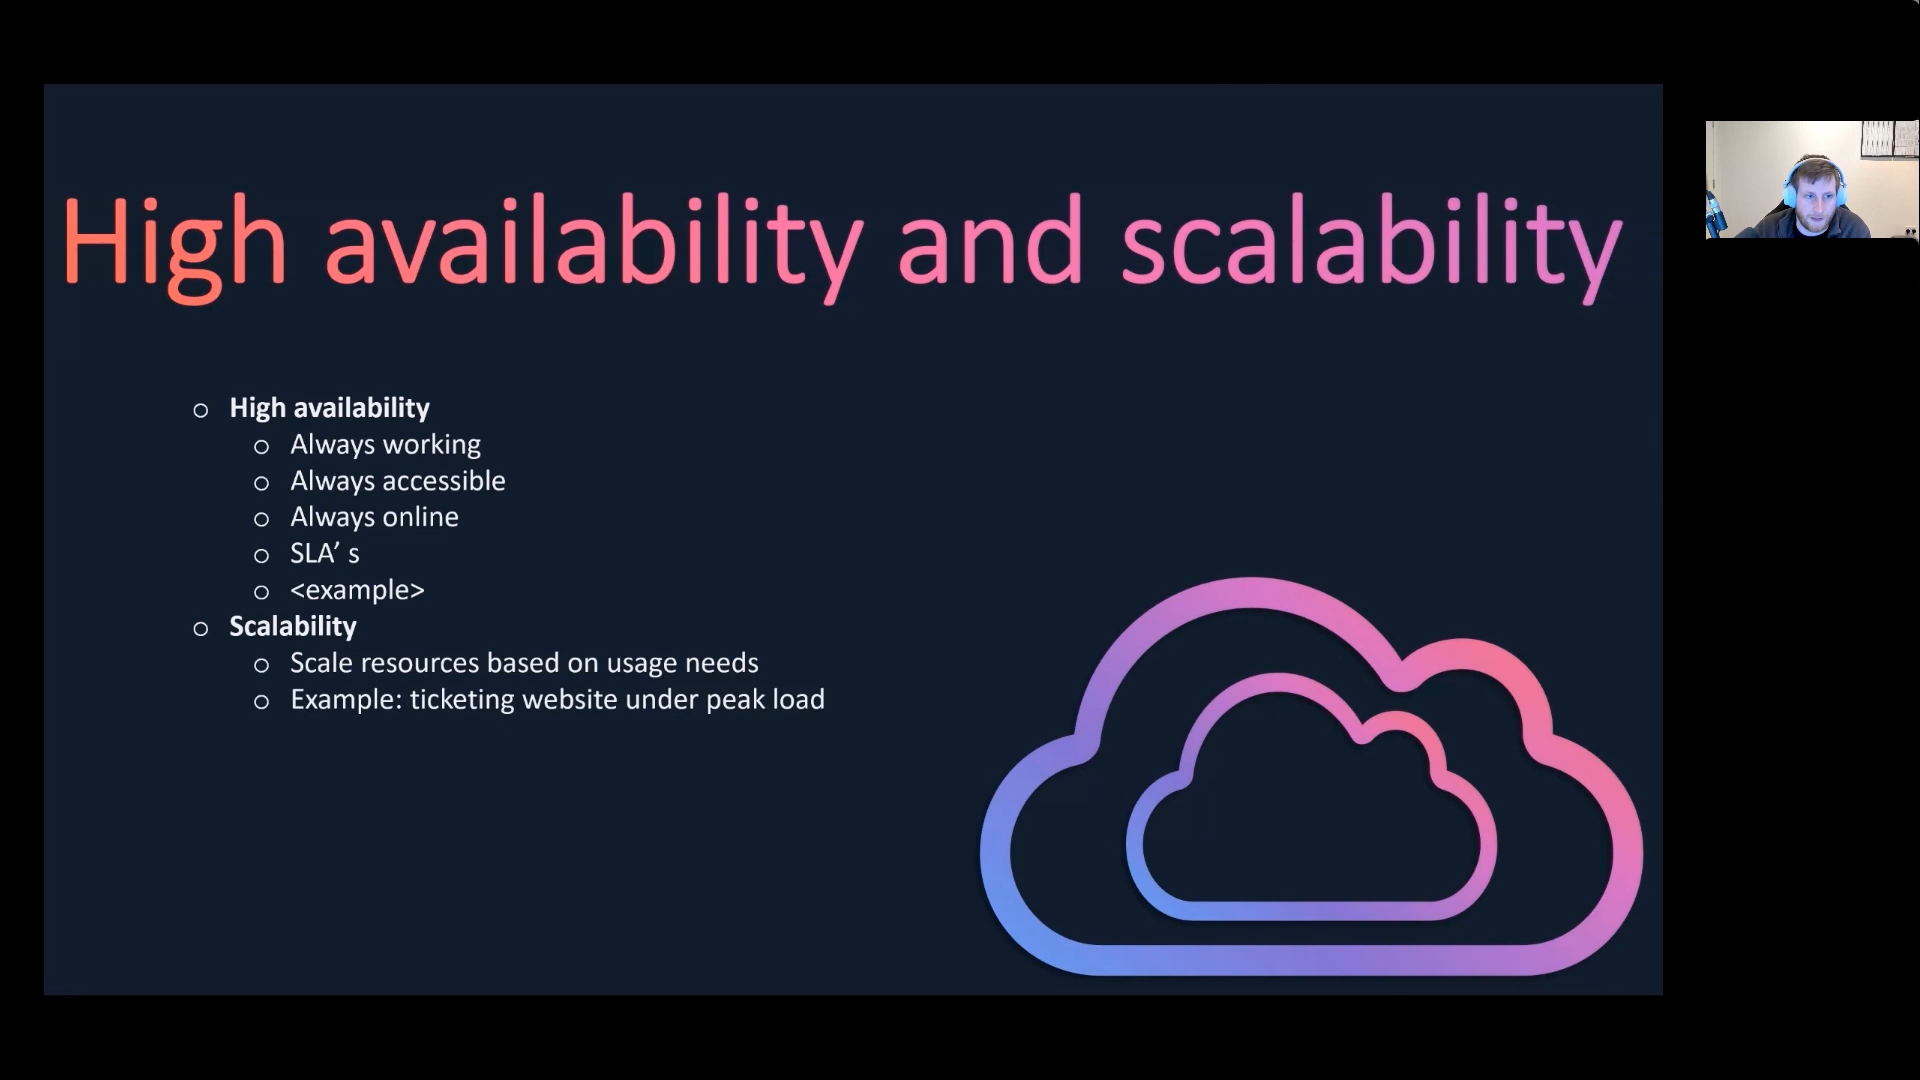 High availability and scalability
High availability
Always working
Always accessible
Always online
SLA’ s
<example>
Scalability
Scale resources based on usage needs
Example: ticketing website under peak load